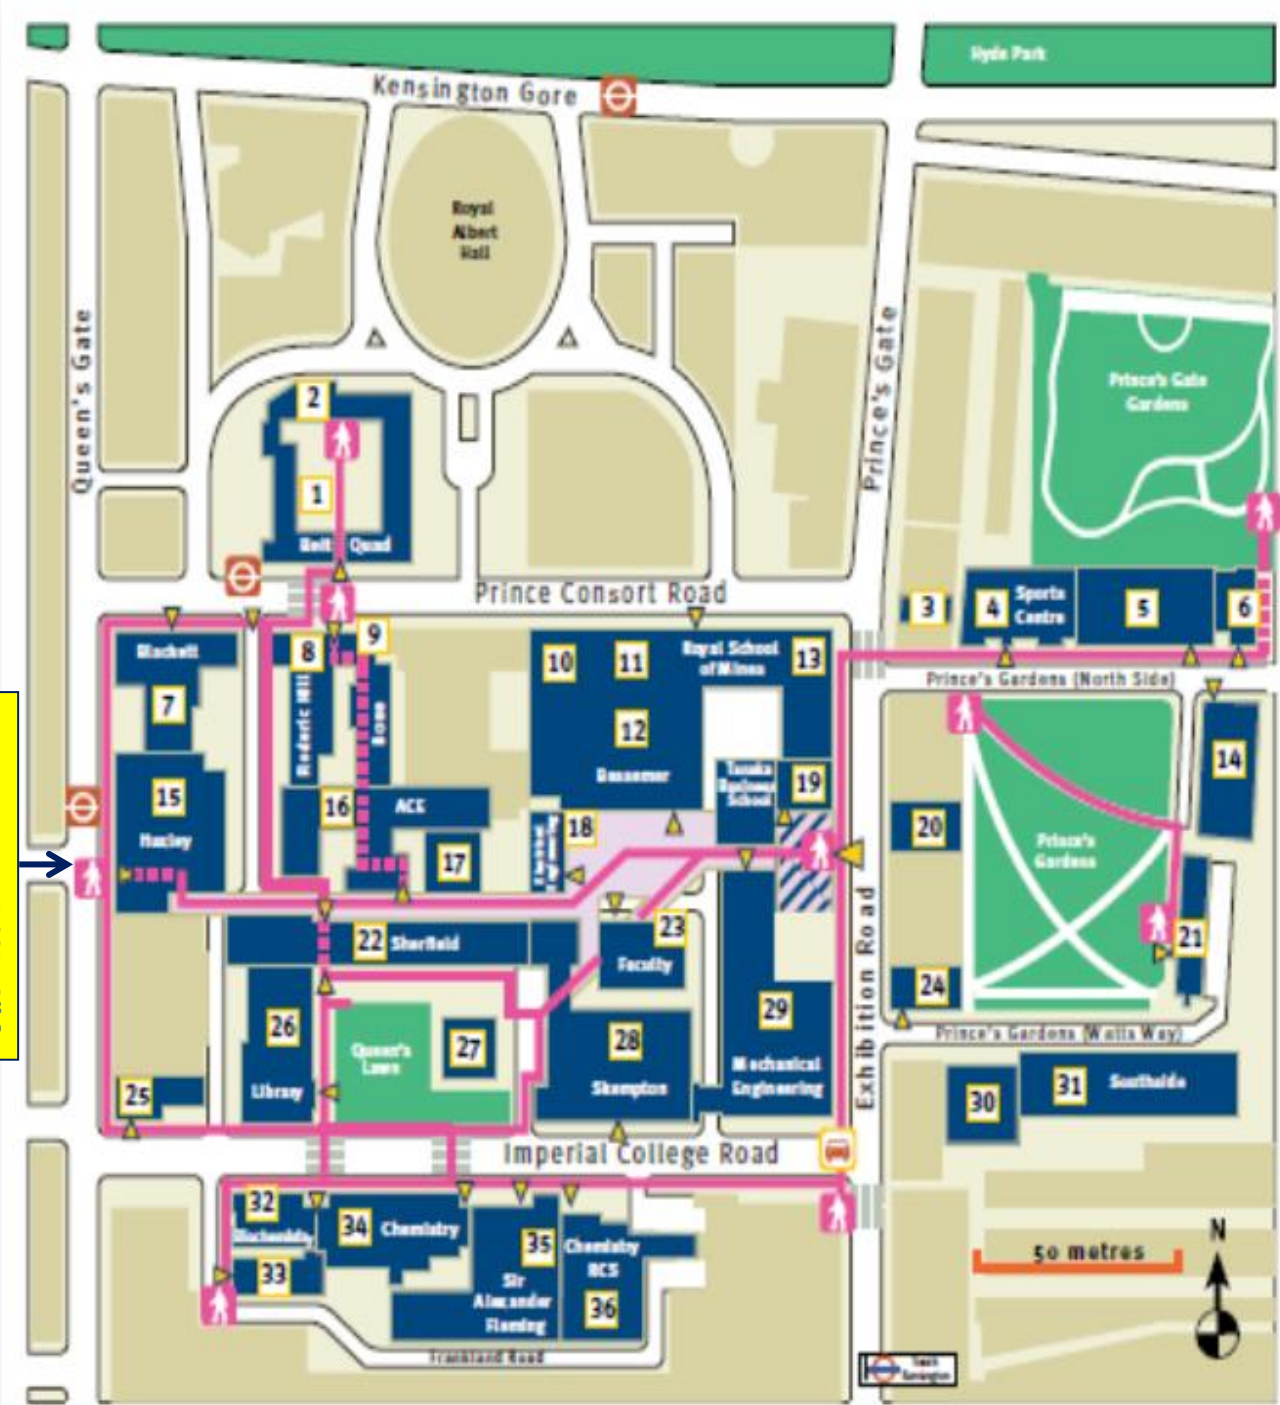 Hyde Park
Kensington Gore
Royal
Albert
Hall
Queen's Gate
Prince's Gate
Prince's Gate
Gardens
2
1
Beit Quad
Prince Consort Road
3
4
Sports
Centre
5
6
Prince's Gardens (North Side)
Blackett
7
8
9
Roderic Hill
Bone
10
11
Royal School
of Mines
13
12
Bessemer
14
15
Huxley
16
ACE
17
18
Tanaka
Business
School
19
20
Prince's
Gardens
21
22
Sherfield
23
Faculty
24
Prince's Gardens (Watts Way)
25
26
Library
Queen's
Lawn
27
28
Skempton
29
Mechanical
Engineering
Exhibition Road
30
31
Southside
Imperial College Road
32
Biochemistry
33
34
Chemistry
35
Sir
Alexander
Fleming
Chemistry
RCS
36
Frankland Road
50 metres
N
South
Kensington